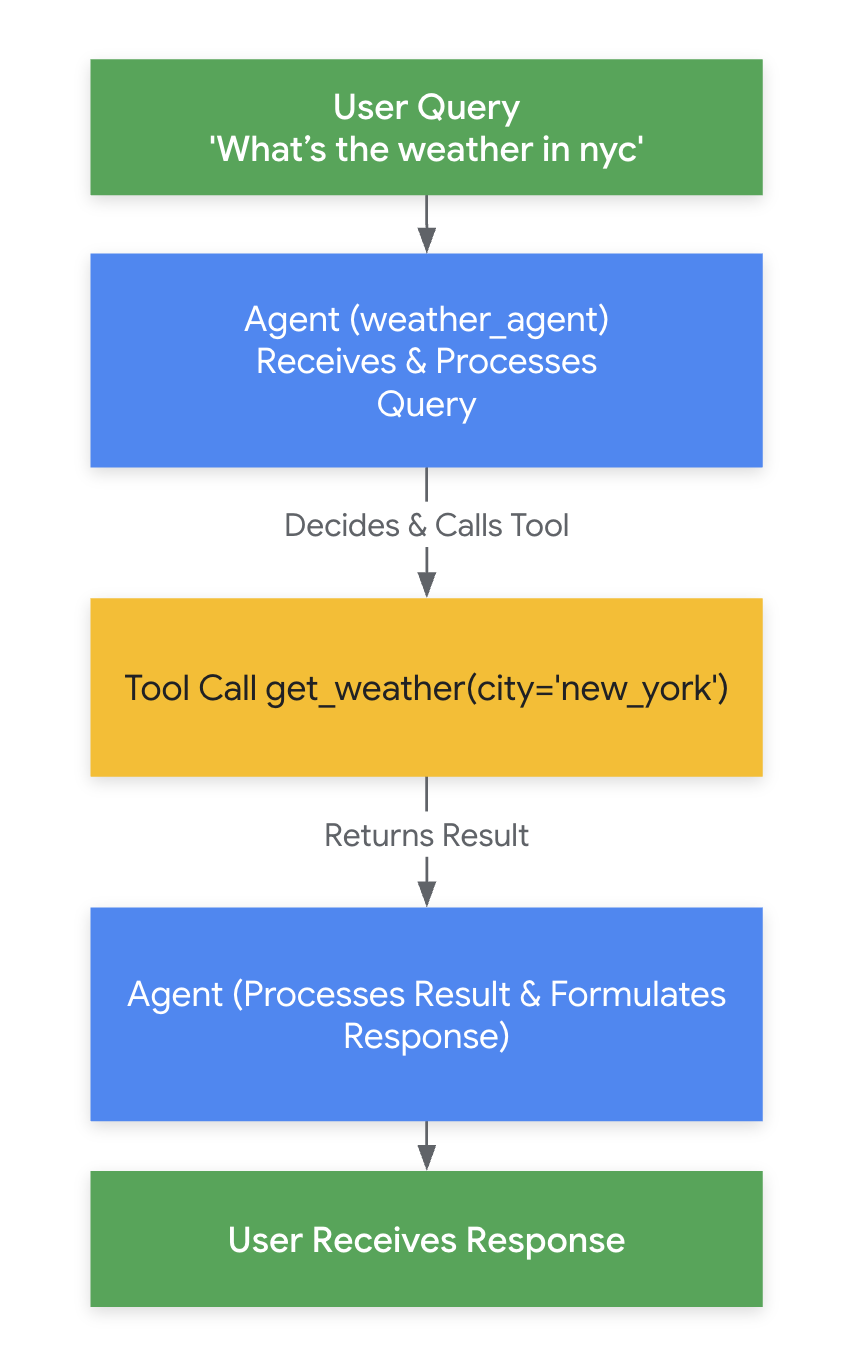 User Query
'What’s the weather in nyc'
Agent (weather_agent)
Receives & Processes
Query
Decides & Calls Tool
Tool Call get_weather(city='new_york')
Returns Result
Agent (Processes Result & Formulates
Response)
User Receives Response